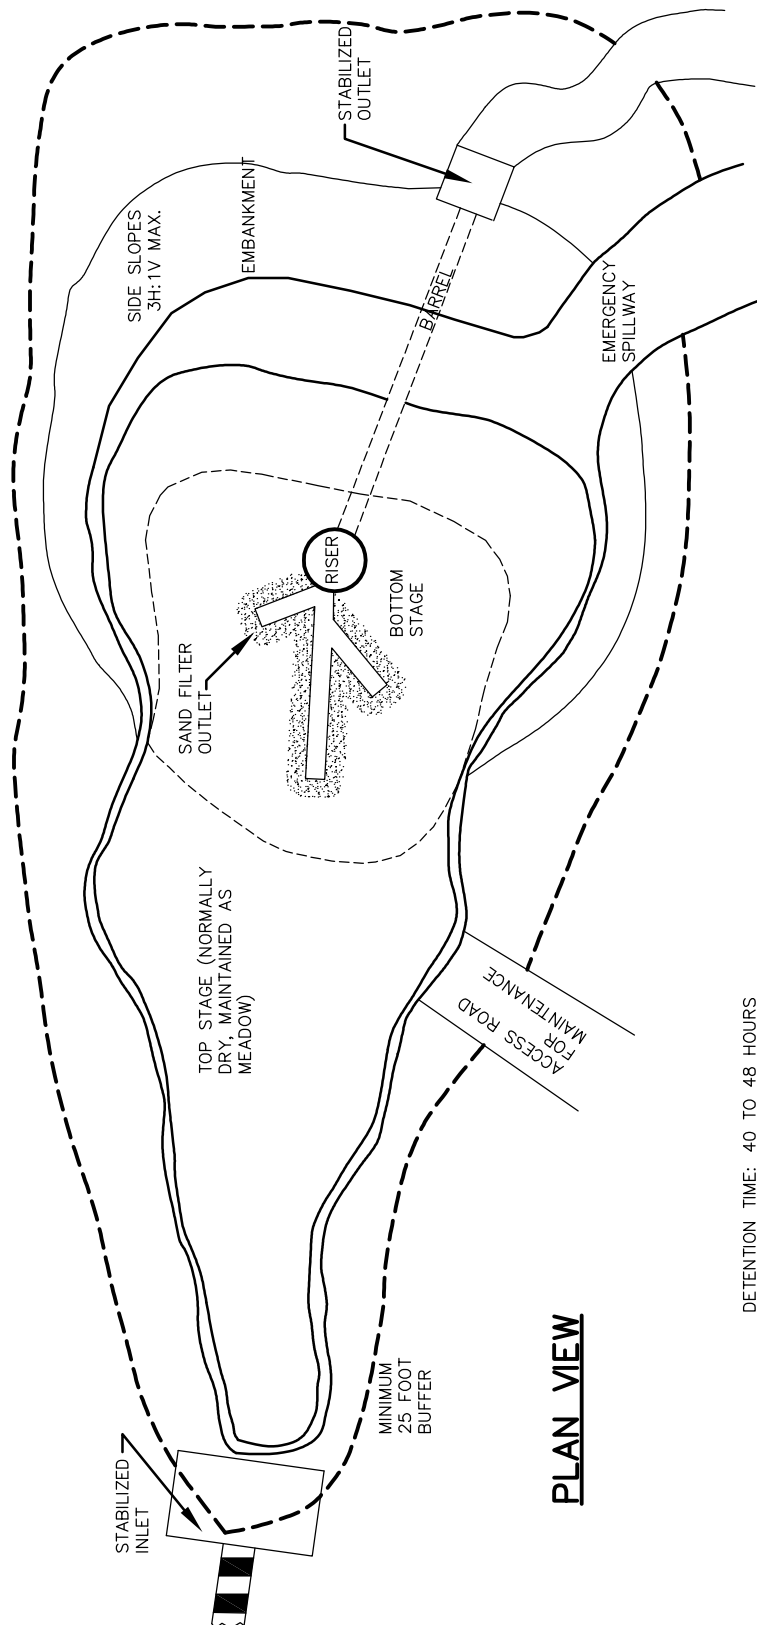 STABILIZED
INLET
MINIMUM
25 FOOT
BUFFER
TOP STAGE (NORMALLY
DRY, MAINTAINED AS
MEADOW)
ACCESS ROAD
FOR
MAINTENANCE
SAND FILTER
OUTLET
BOTTOM
STAGE
RISER
BARREL
SIDE SLOPES
3H:1V MAX.
EMBANKMENT
EMERGENCY
SPILLWAY
STABILIZED
OUTLET
PLAN VIEW
DETENTION TIME: 40 TO 48 HOURS